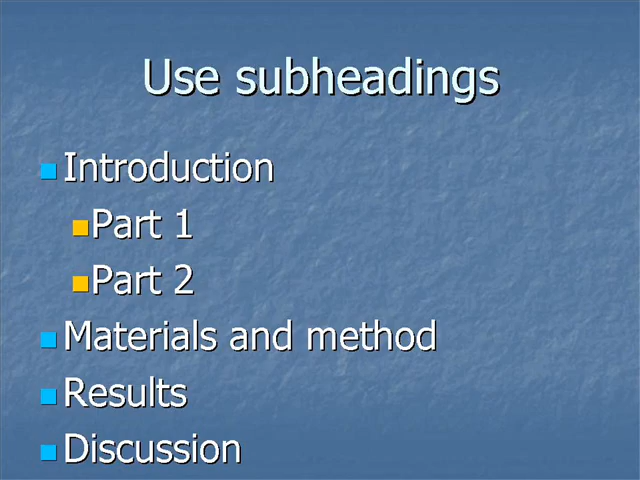 Use subheadings
Introduction
Part 1
Part 2
Materials and method
Results
Discussion